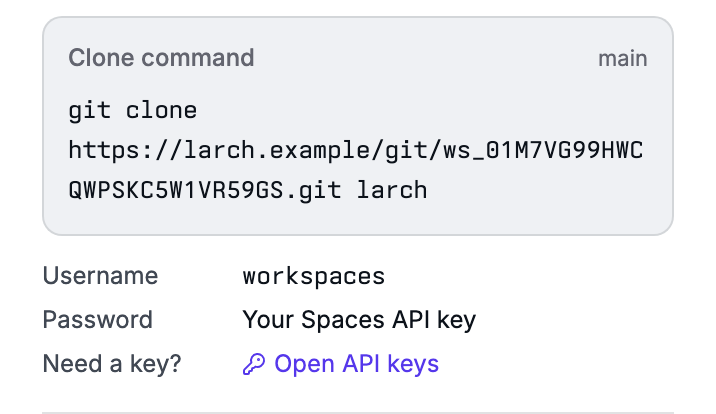 Clone command main
git clone
https://larch.example/git/ws_01M7VG99HWC
QWPSKC5W1VR59GS.git larch
Username workspaces
Password Your Spaces API key
Need a key? Open API keys